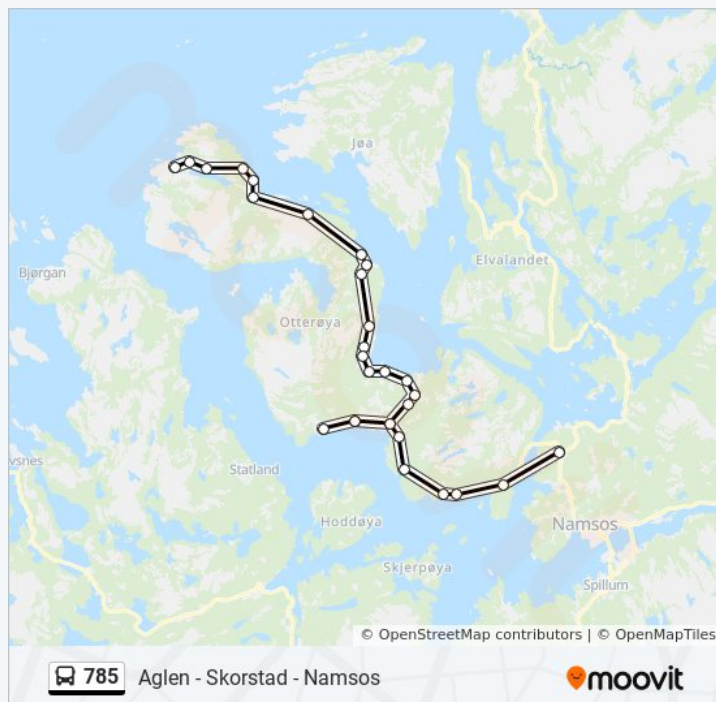 Jøa
Bjørgan
Elvalandet
Otterøya
vsnes
Statland
Hoddøya
Namsos
Skjerpøya
Spillum
© OpenStreetMap contributors | © OpenMapTiles
785 Aglen - Skorstad - Namsos
moovit